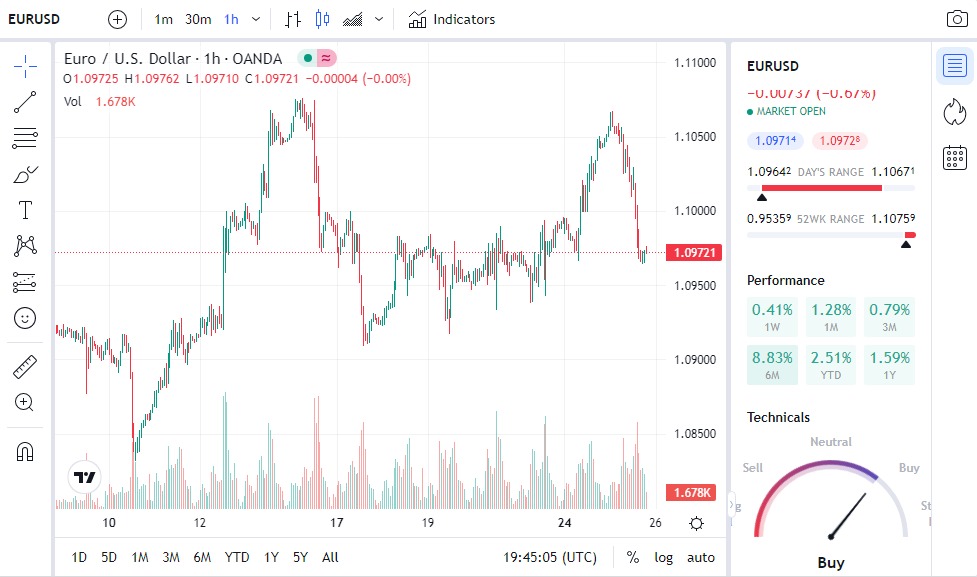 EURUSD 1m 30m 1h Indicators
Euro / U.S. Dollar · 1h · OANDA ≈
O1.09725 H1.09762 L1.09710 C1.09721 −0.00004 (−0.00%)
Vol 1.678K
1.11000
1.10500
1.10000
1.09721
1.09500
1.09000
1.08500
1.678K
10 12 17 19 24 26
1D 5D 1M 3M 6M YTD 1Y 5Y All 19:45:05 (UTC) % log auto
EURUSD
−0.00737 (−0.67%)
MARKET OPEN
1.09714 1.09728
1.09642 DAY'S RANGE 1.10671
0.95359 52WK RANGE 1.10759
Performance
0.41% 1.28% 0.79%
1W 1M 3M
8.83% 2.51% 1.59%
6M YTD 1Y
Technicals
Neutral
Sell Buy
St
Buy